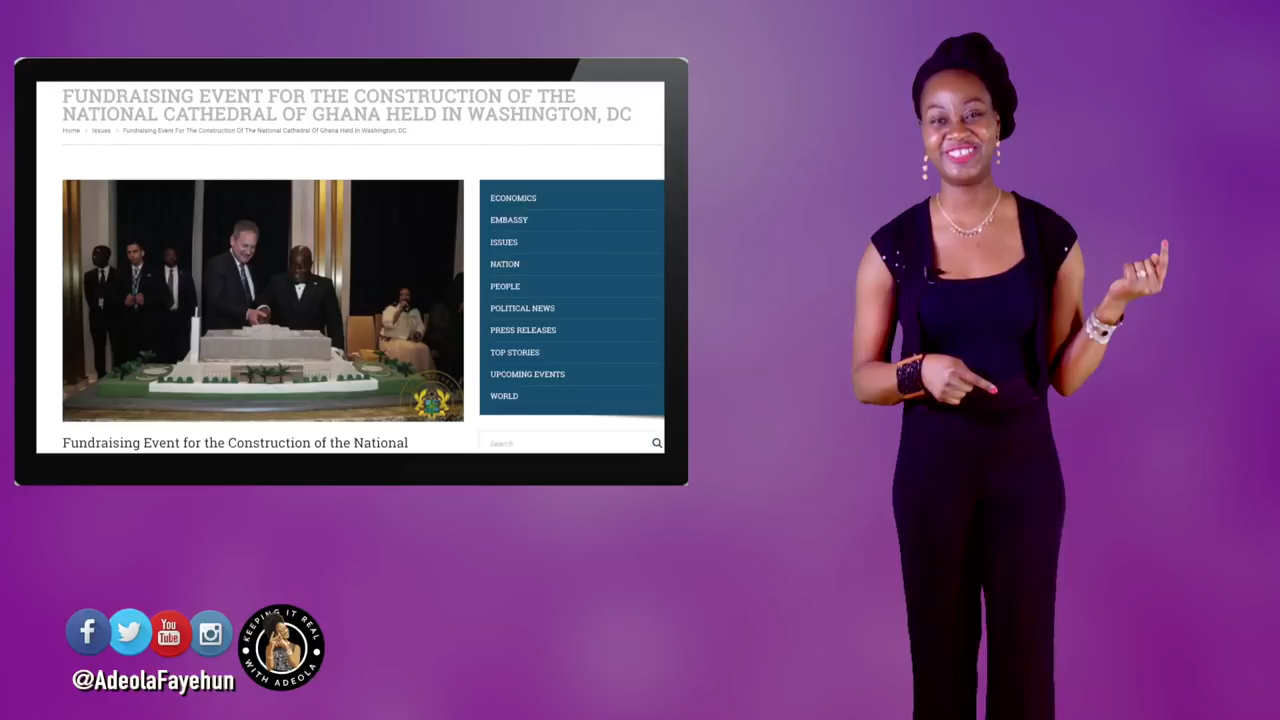 FUNDRAISING EVENT FOR THE CONSTRUCTION OF THE
NATIONAL CATHEDRAL OF GHANA HELD IN WASHINGTON, DC
Home > Issues > Fundraising Event For The Construction Of The National Cathedral Of Ghana Held In Washington, DC
ECONOMICS
EMBASSY
ISSUES
NATION
PEOPLE
POLITICAL NEWS
PRESS RELEASES
TOP STORIES
UPCOMING EVENTS
WORLD
Fundraising Event for the Construction of the National
Search
f
You
Tube
@AdeolaFayehun
KEEPING IT REAL
WITH ADEOLA